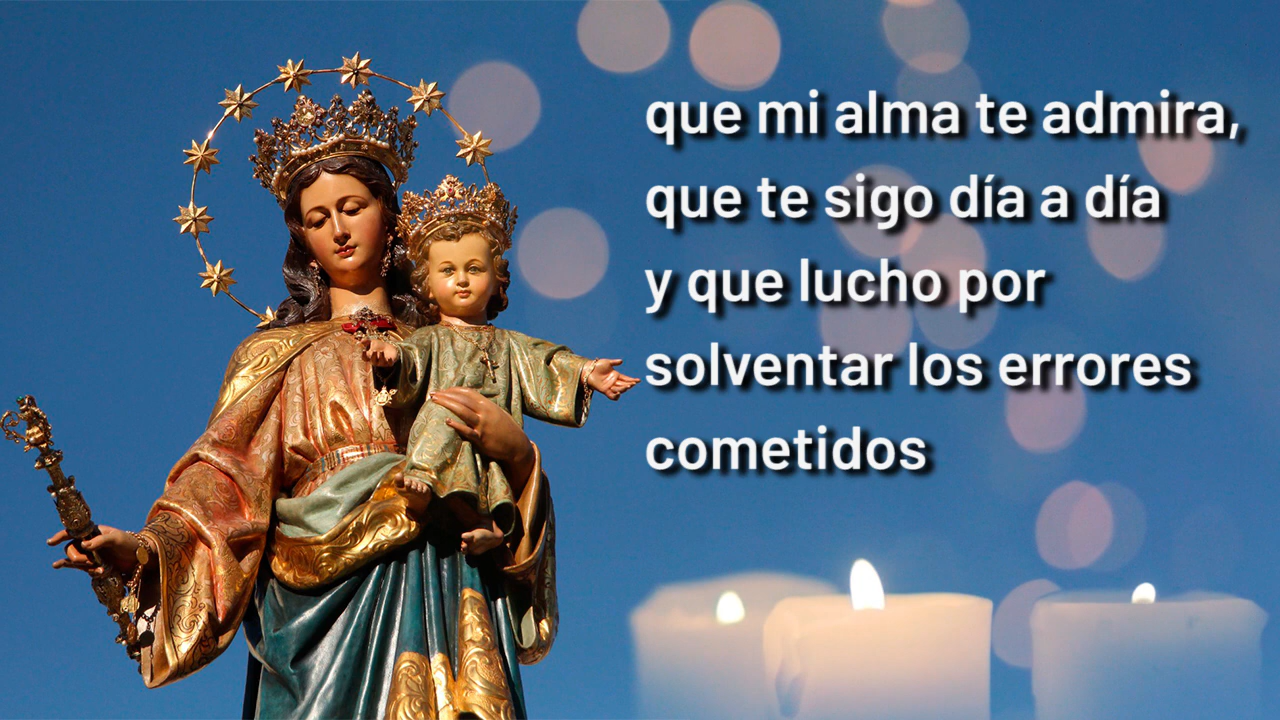 que mi alma te admira,
que te sigo día a día
y que lucho por
solventar los errores
cometidos